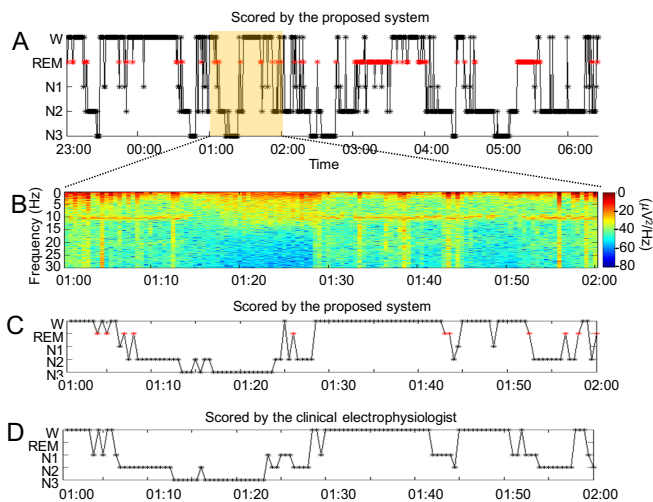 Scored by the proposed system
A
W
REM
N1
N2
N3
23:00 00:00 01:00 02:00 03:00 04:00 05:00 06:00
Time
B
Frequency (Hz)
0
10
20
30
01:00 01:10 01:20 01:30 01:40 01:50 02:00
0
20
40
60
80
(μV²/Hz)
Scored by the proposed system
C
W
REM
N1
N2
N3
01:00 01:10 01:20 01:30 01:40 01:50 02:00
Scored by the clinical electrophysiologist
D
W
REM
N1
N2
N3
01:00 01:10 01:20 01:30 01:40 01:50 02:00